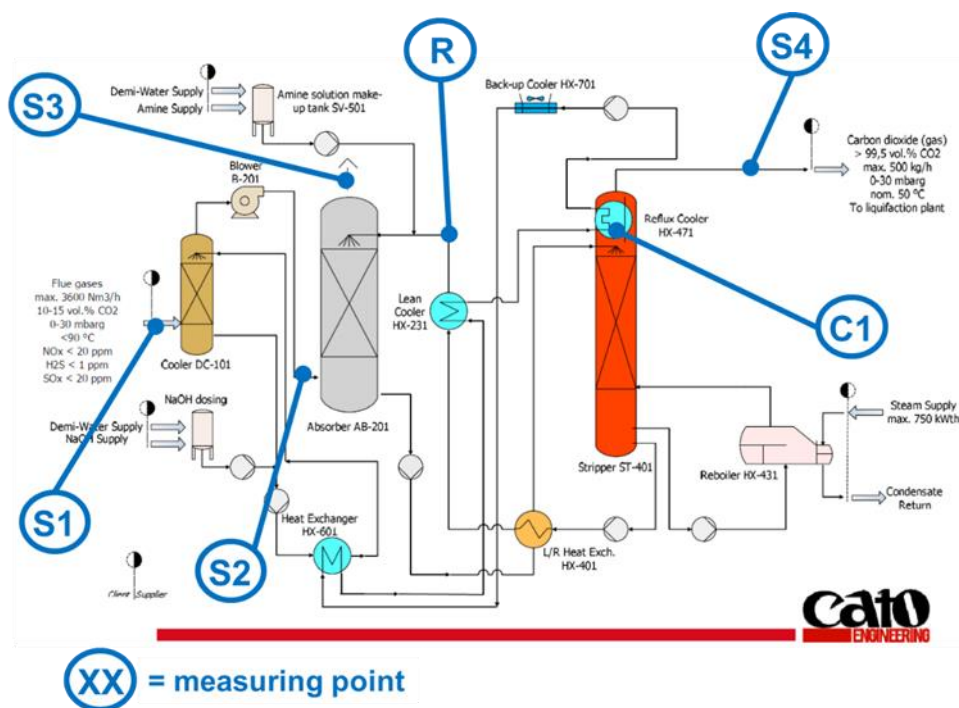 R
S4
S3
Demi-Water Supply
Amine Supply
Amine solution make-
up tank SV-501
Back-up Cooler HX-701
Blower
B-201
Carbon dioxide (gas)
> 99,5 vol.% CO2
max. 500 kg/h
0-30 mbarg
nom. 50 °C
To liquifaction plant
Reflux Cooler
HX-471
Flue gases
max. 3600 Nm3/h
10-15 vol.% CO2
0-30 mbarg
<90 °C
NOx < 20 ppm
H2S < 1 ppm
SOx < 20 ppm
Lean
Cooler
HX-231
C1
Cooler DC-101
NaOH dosing
Absorber AB-201
Demi-Water Supply
NaOH Supply
Steam Supply
max. 750 kWth
Stripper ST-401
Reboiler HX-431
Condensate
Return
S1
S2
Heat Exchanger
HX-601
L/R Heat Exch.
HX-401
Client Supplier
cato
ENGINEERING
XX = measuring point